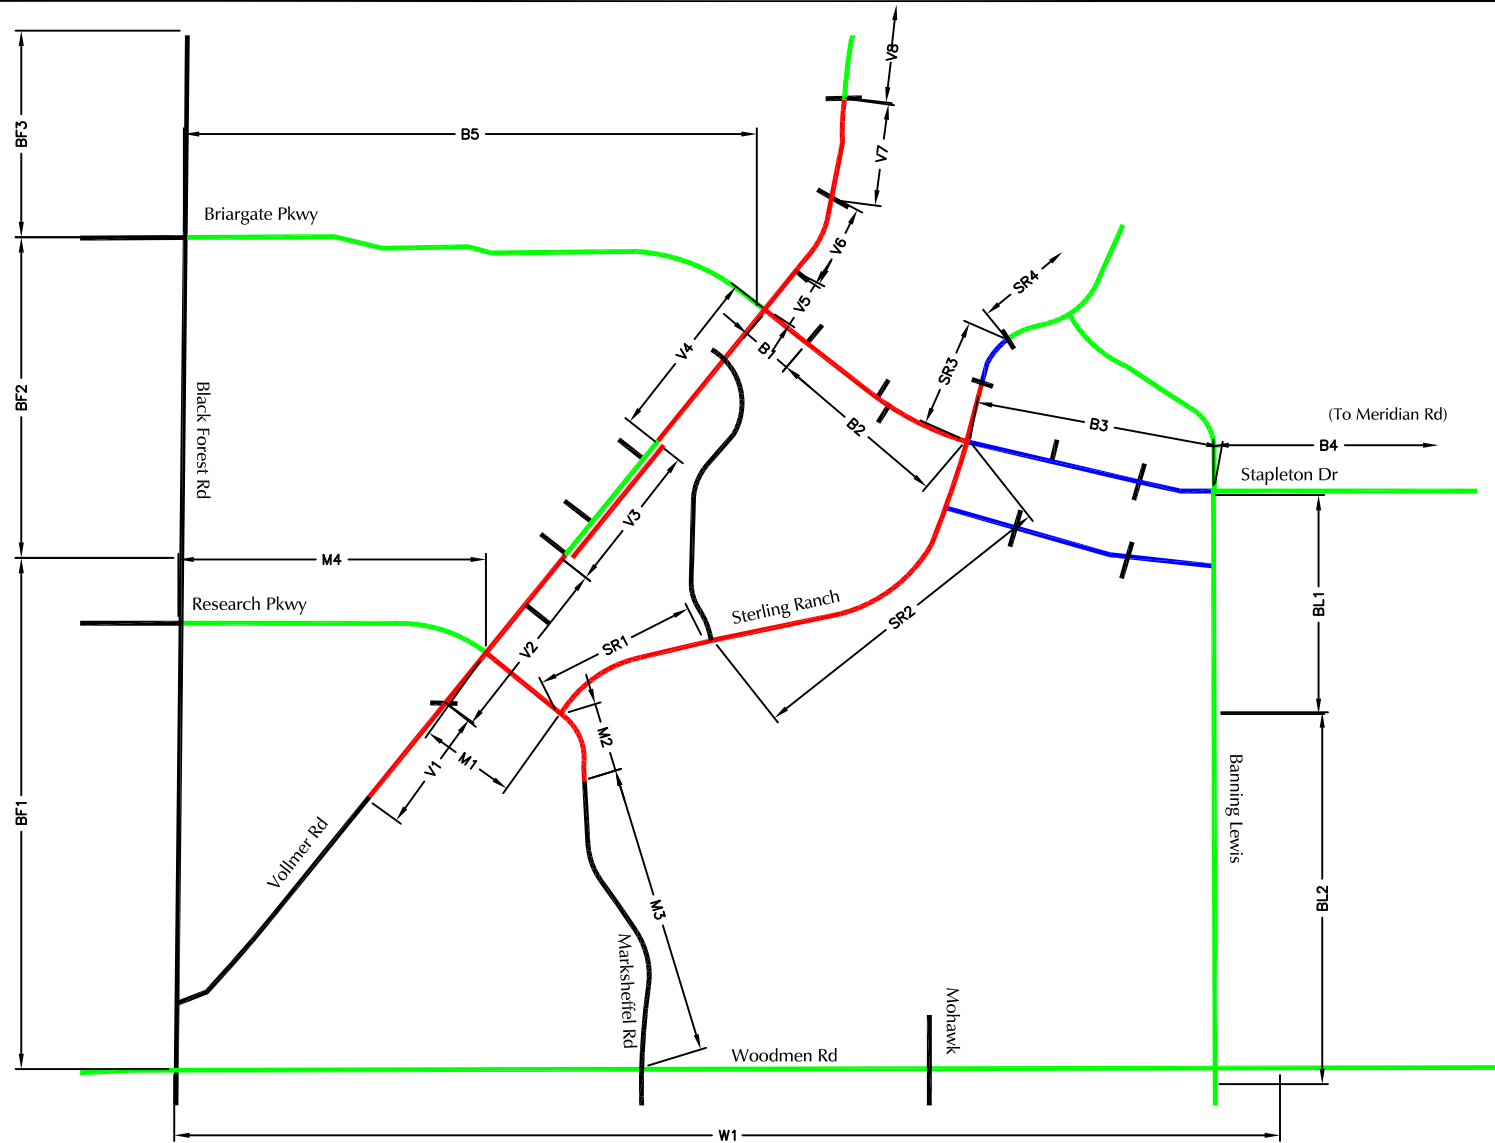 V8
BF3
B5
V7
Briargate Pkwy
V6
SR4
V5
V4
B1
SR3
BF2
Black Forest Rd
B2
B3
(To Meridian Rd)
B4
Stapleton Dr
V3
M4
Research Pkwy
Sterling Ranch
BL1
SR2
SR1
V2
M2
M1
V1
BF1
Vollmer Rd
Banning Lewis
BL2
M3
Marksheffel Rd
Mohawk
Woodmen Rd
W1